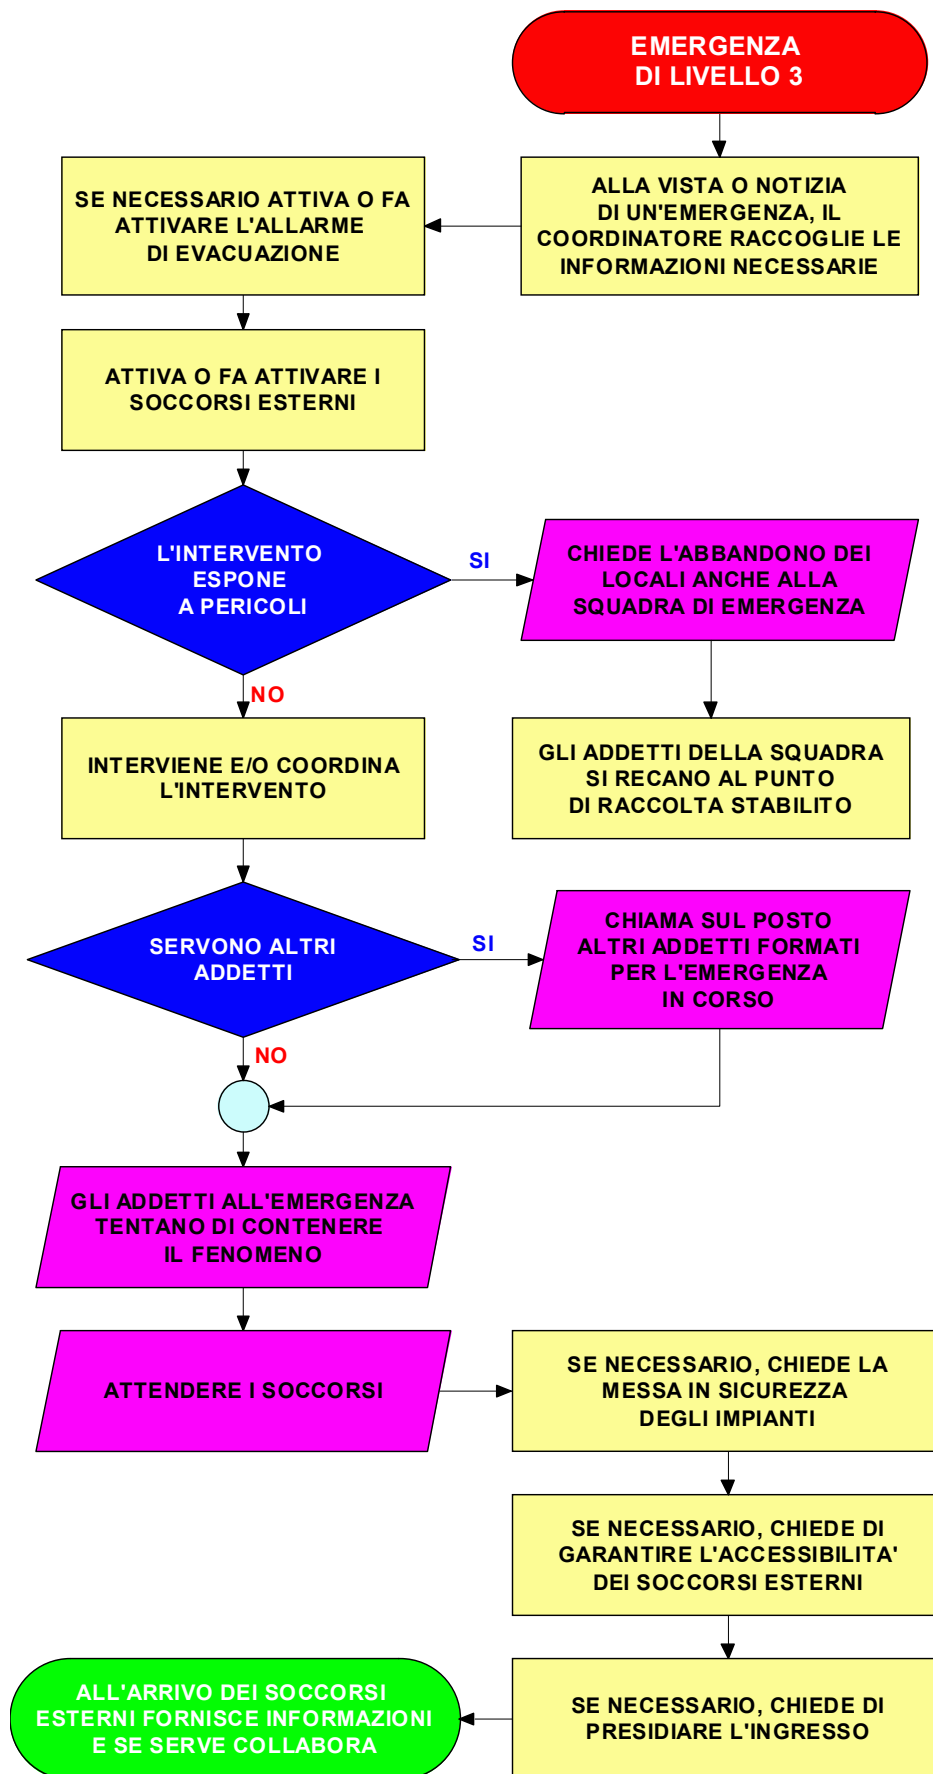 EMERGENZA
DI LIVELLO 3
ALLA VISTA O NOTIZIA
DI UN'EMERGENZA, IL
COORDINATORE RACCOGLIE LE
INFORMAZIONI NECESSARIE
SE NECESSARIO ATTIVA O FA
ATTIVARE L'ALLARME
DI EVACUAZIONE
ATTIVA O FA ATTIVARE I
SOCCORSI ESTERNI
L'INTERVENTO
ESPONE
A PERICOLI
SI
CHIEDE L'ABBANDONO DEI
LOCALI ANCHE ALLA
SQUADRA DI EMERGENZA
NO
GLI ADDETTI DELLA SQUADRA
SI RECANO AL PUNTO
DI RACCOLTA STABILITO
INTERVIENE E/O COORDINA
L'INTERVENTO
SERVONO ALTRI
ADDETTI
SI
CHIAMA SUL POSTO
ALTRI ADDETTI FORMATI
PER L'EMERGENZA
IN CORSO
NO
GLI ADDETTI ALL'EMERGENZA
TENTANO DI CONTENERE
IL FENOMENO
ATTENDERE I SOCCORSI
SE NECESSARIO, CHIEDE LA
MESSA IN SICUREZZA
DEGLI IMPIANTI
SE NECESSARIO, CHIEDE DI
GARANTIRE L'ACCESSIBILITA'
DEI SOCCORSI ESTERNI
SE NECESSARIO, CHIEDE DI
PRESIDIARE L'INGRESSO
ALL'ARRIVO DEI SOCCORSI
ESTERNI FORNISCE INFORMAZIONI
E SE SERVE COLLABORA